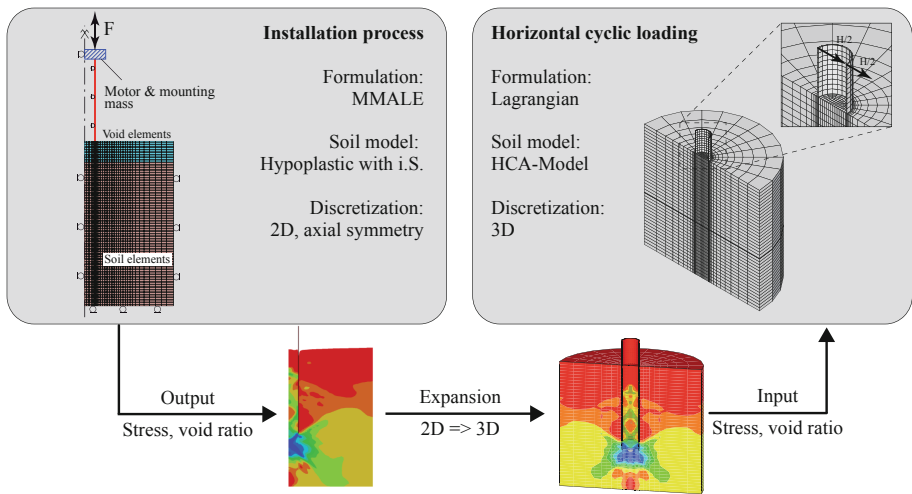 Installation process
F
Motor & mounting
mass
Void elements
Soil elements
Formulation:
MMALE
Soil model:
Hypoplastic with i.S.
Discretization:
2D, axial symmetry
Horizontal cyclic loading
Formulation:
Lagrangian
Soil model:
HCA-Model
Discretization:
3D
H/2
H/2
Output
Stress, void ratio
Expansion
2D => 3D
Input
Stress, void ratio